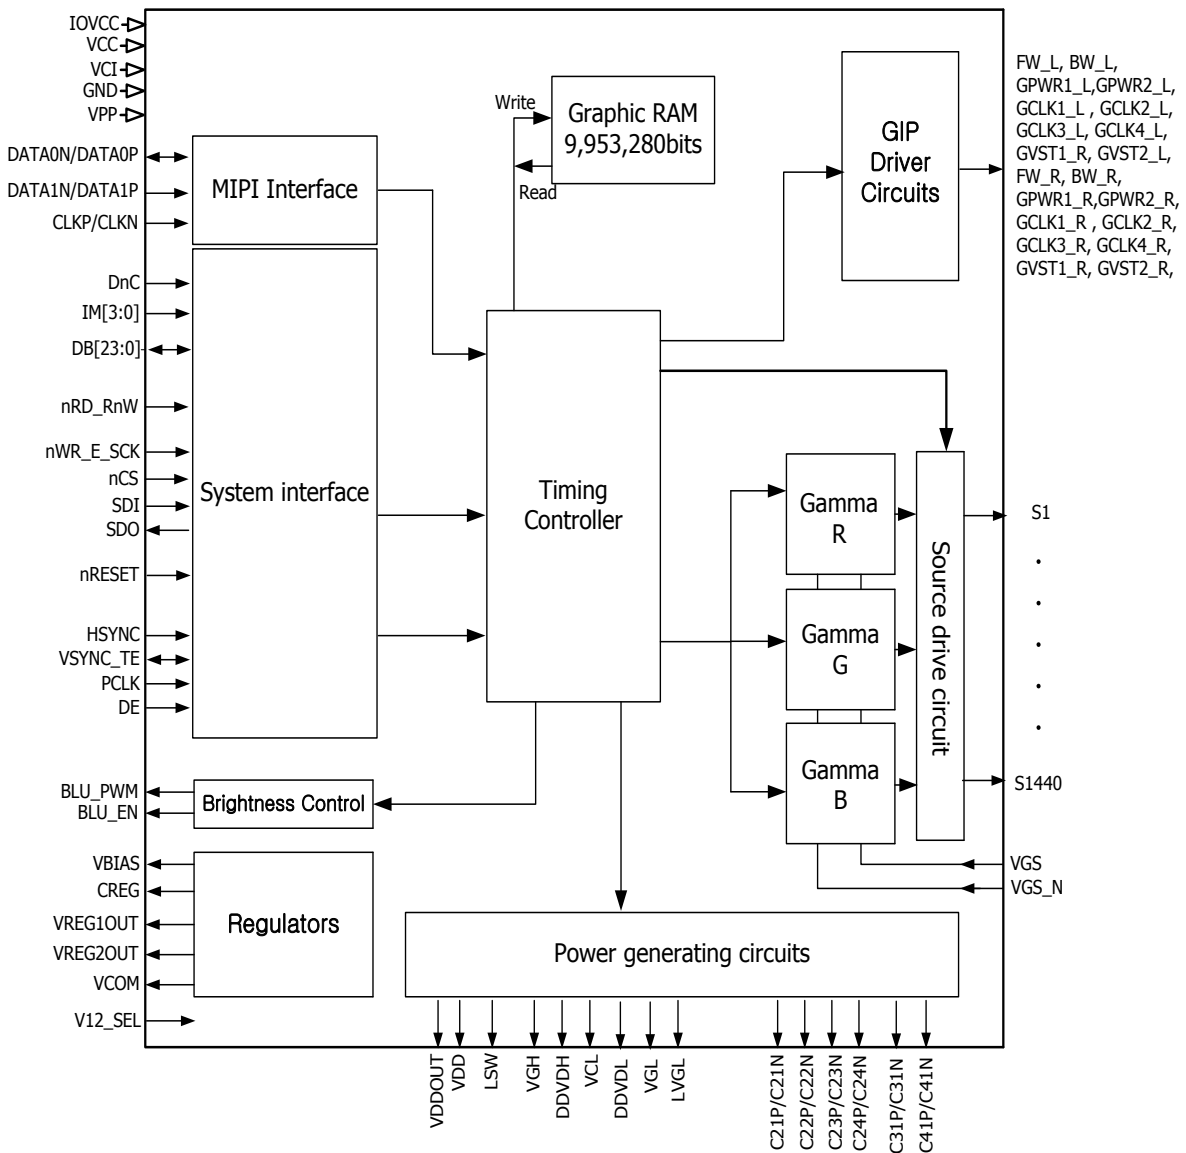 IOVCC
VCC
VCI
GND
VPP
DATA0N/DATA0P
DATA1N/DATA1P
CLKP/CLKN
DnC
IM[3:0]
DB[23:0]
nRD_RnW
nWR_E_SCK
nCS
SDI
SDO
nRESET
HSYNC
VSYNC_TE
PCLK
DE
BLU_PWM
BLU_EN
VBIAS
CREG
VREG1OUT
VREG2OUT
VCOM
V12_SEL
MIPI Interface
System interface
Brightness Control
Regulators
Write
Read
Graphic RAM
9,953,280bits
Timing
Controller
GIP
Driver
Circuits
Gamma
R
Gamma
G
Gamma
B
Source drive circuit
Power generating circuits
FW_L, BW_L,
GPWR1_L,GPWR2_L,
GCLK1_L , GCLK2_L,
GCLK3_L, GCLK4_L,
GVST1_R, GVST2_L,
FW_R, BW_R,
GPWR1_R,GPWR2_R,
GCLK1_R , GCLK2_R,
GCLK3_R, GCLK4_R,
GVST1_R, GVST2_R,
S1
S1440
VGS
VGS_N
VDDOUT
VDD
LSW
VGH
DDVDH
VCL
DDVDL
VGL
LVGL
C21P/C21N
C22P/C22N
C23P/C23N
C24P/C24N
C31P/C31N
C41P/C41N